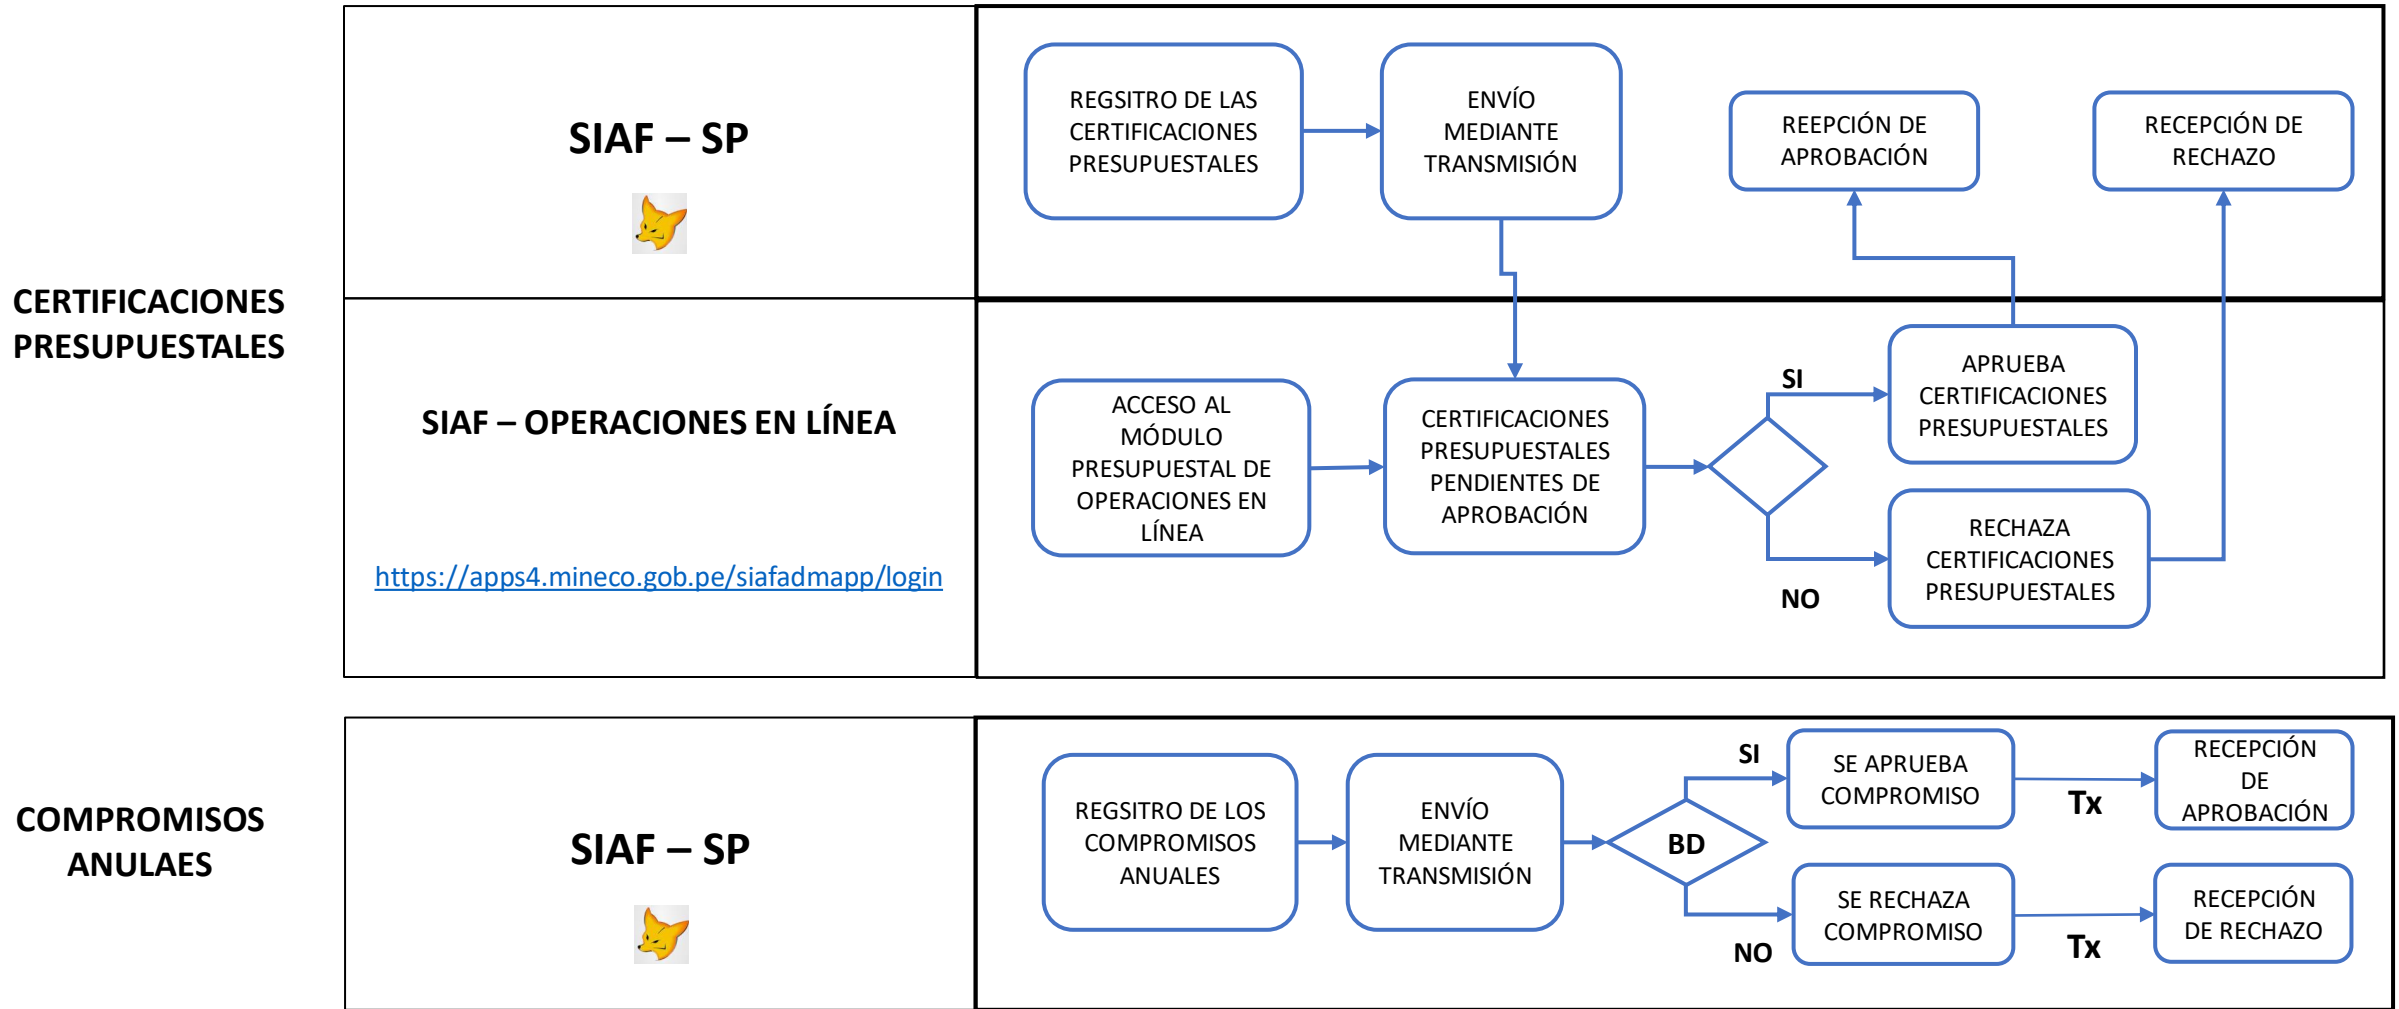 CERTIFICACIONES
PRESUPUESTALES
SIAF – SP
REGSITRO DE LAS
CERTIFICACIONES
PRESUPUESTALES
ENVÍO
MEDIANTE
TRANSMISIÓN
REEPCIÓN DE
APROBACIÓN
RECEPCIÓN DE
RECHAZO
SIAF – OPERACIONES EN LÍNEA
https://apps4.mineco.gob.pe/siafadmapp/login
ACCESO AL
MÓDULO
PRESUPUESTAL DE
OPERACIONES EN
LÍNEA
CERTIFICACIONES
PRESUPUESTALES
PENDIENTES DE
APROBACIÓN
SI
NO
APRUEBA
CERTIFICACIONES
PRESUPUESTALES
RECHAZA
CERTIFICACIONES
PRESUPUESTALES
COMPROMISOS
ANULAES
SIAF – SP
REGSITRO DE LOS
COMPROMISOS
ANUALES
ENVÍO
MEDIANTE
TRANSMISIÓN
BD
SI
SE APRUEBA
COMPROMISO
Tx
RECEPCIÓN
DE
APROBACIÓN
NO
SE RECHAZA
COMPROMISO
Tx
RECEPCIÓN
DE RECHAZO